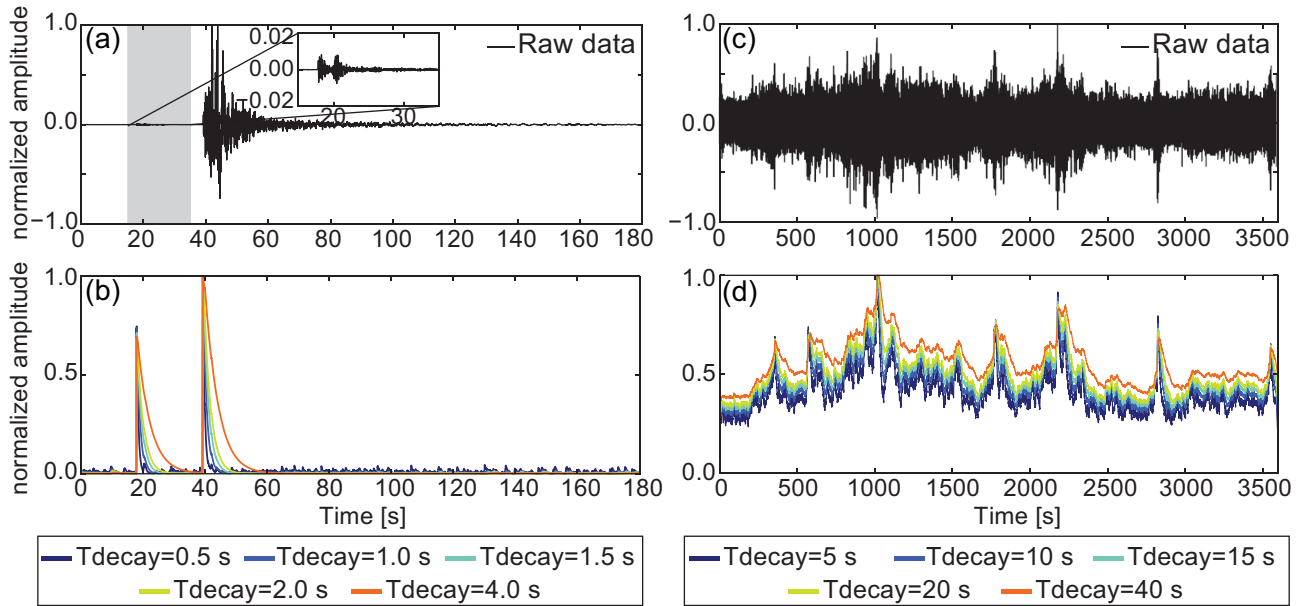 (a)
normalized amplitude
1.0
0.0
−1.0
0.02
0.00
−0.02
20 30
Raw data
0 20 40 60 80 100 120 140 160 180
(c)
1.0
0.0
−1.0
Raw data
0 500 1000 1500 2000 2500 3000 3500
(b)
normalized amplitude
1.0
0.5
0.0
0 20 40 60 80 100 120 140 160 180
Time [s]
(d)
1.0
0.5
0.0
0 500 1000 1500 2000 2500 3000 3500
Time [s]
Tdecay=0.5 s Tdecay=1.0 s Tdecay=1.5 s
Tdecay=2.0 s Tdecay=4.0 s
Tdecay=5 s Tdecay=10 s Tdecay=15 s
Tdecay=20 s Tdecay=40 s